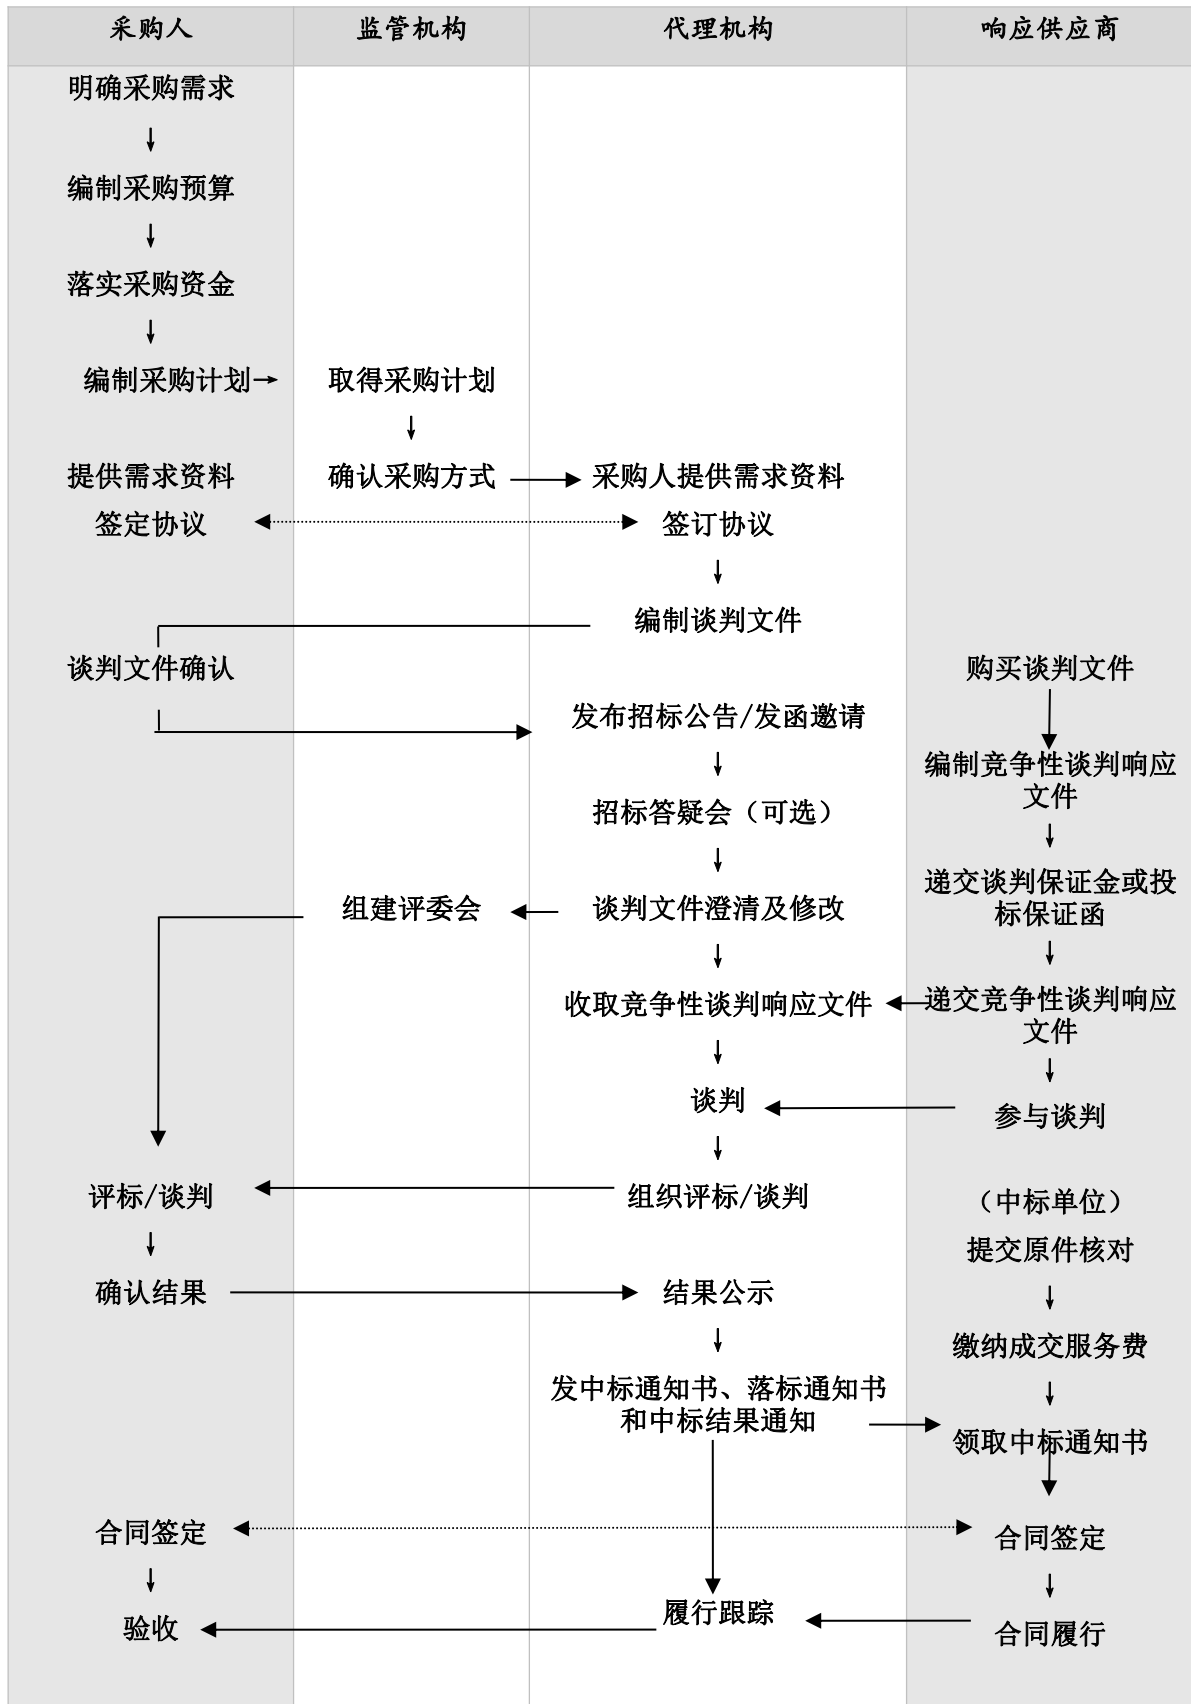 采购人 监管机构 代理机构 响应供应商
明确采购需求
↓
编制采购预算
↓
落实采购资金
↓
编制采购计划→ 取得采购计划
↓
提供需求资料 确认采购方式 采购人提供需求资料
签定协议 签订协议
↓
编制谈判文件
谈判文件确认 购买谈判文件
发布招标公告/发函邀请
↓ 编制竞争性谈判响应
文件
招标答疑会（可选）
↓ ↓
组建评委会 谈判文件澄清及修改 递交谈判保证金或投
标保证函
↓ ↓
收取竞争性谈判响应文件 递交竞争性谈判响应
文件
↓ ↓
谈判 参与谈判
↓
评标/谈判 组织评标/谈判 （中标单位）
↓ 提交原件核对
确认结果 结果公示 ↓
↓ 缴纳成交服务费
发中标通知书、落标通知书 ↓
和中标结果通知 领取中标通知书
合同签定 合同签定
↓ ↓
验收 履行跟踪 合同履行